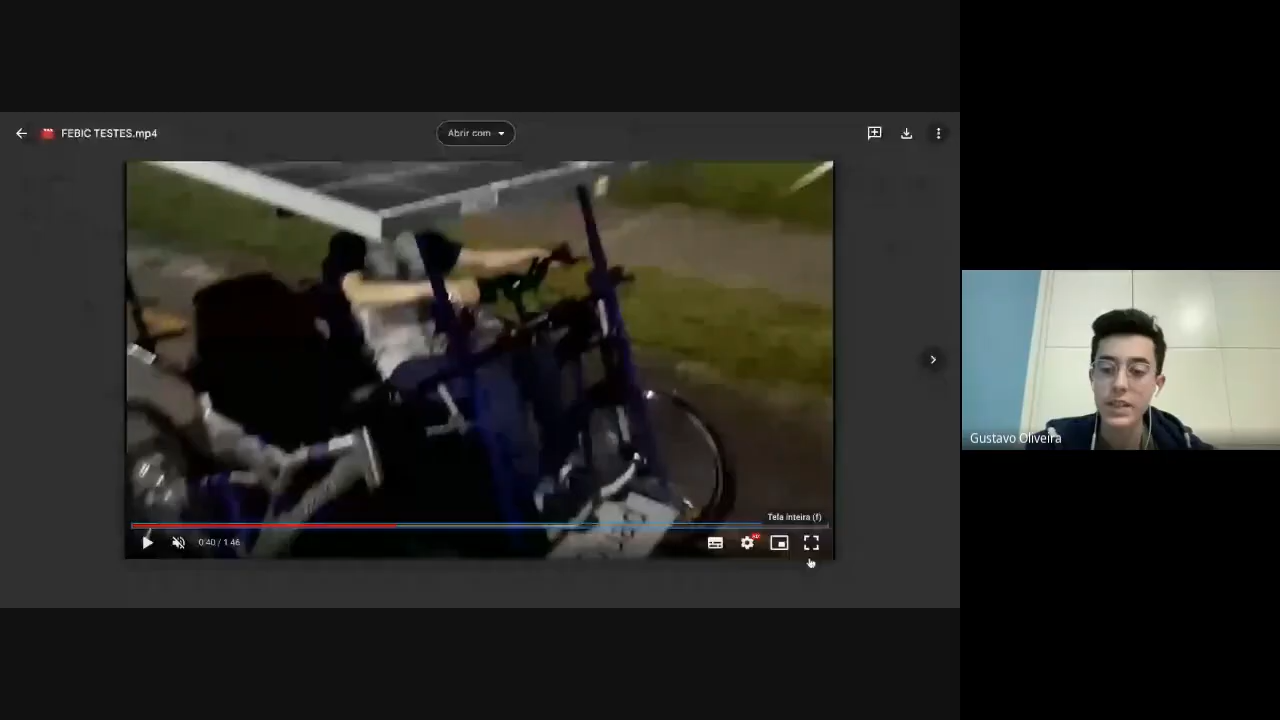 FEBIC TESTES.mp4
Abrir com
Tela inteira (f)
0:40 / 1:46
Gustavo Oliveira